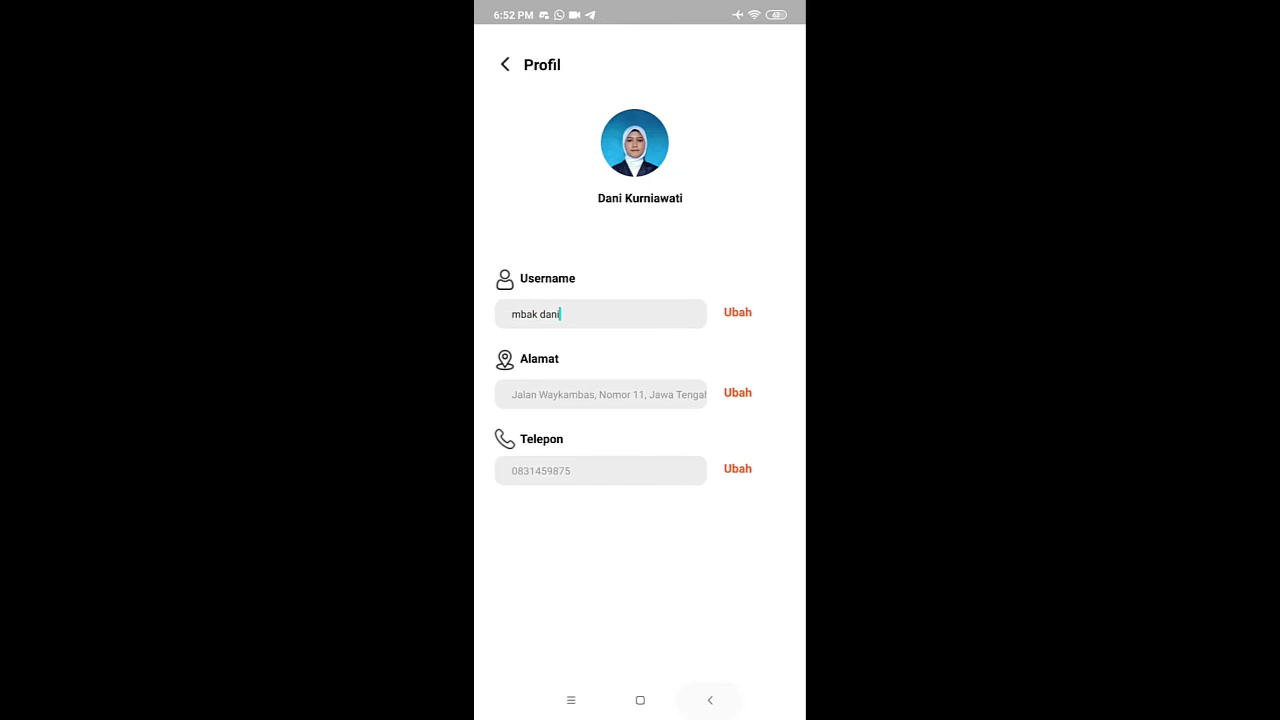 6:52 PM
62
Profil
Dani Kurniawati
Username
mbak dani
Ubah
Alamat
Jalan Waykambas, Nomor 11, Jawa Tengah
Ubah
Telepon
0831459875
Ubah